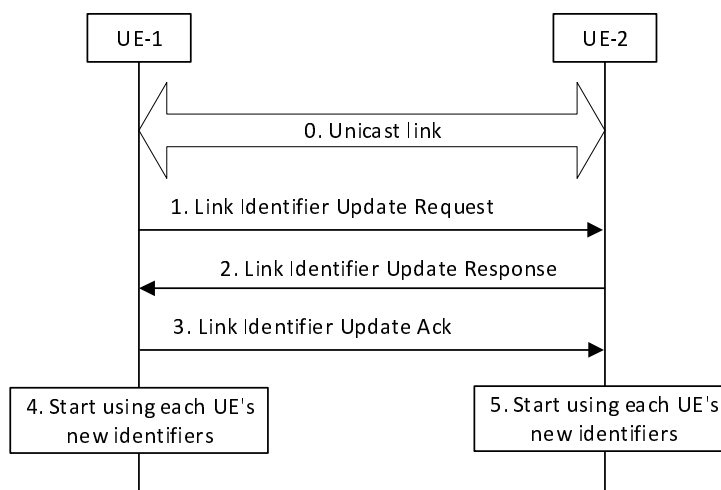 UE-1
UE-2
0. Unicast link
1. Link Identifier Update Request
2. Link Identifier Update Response
3. Link Identifier Update Ack
4. Start using each UE's
new identifiers
5. Start using each UE's
new identifiers